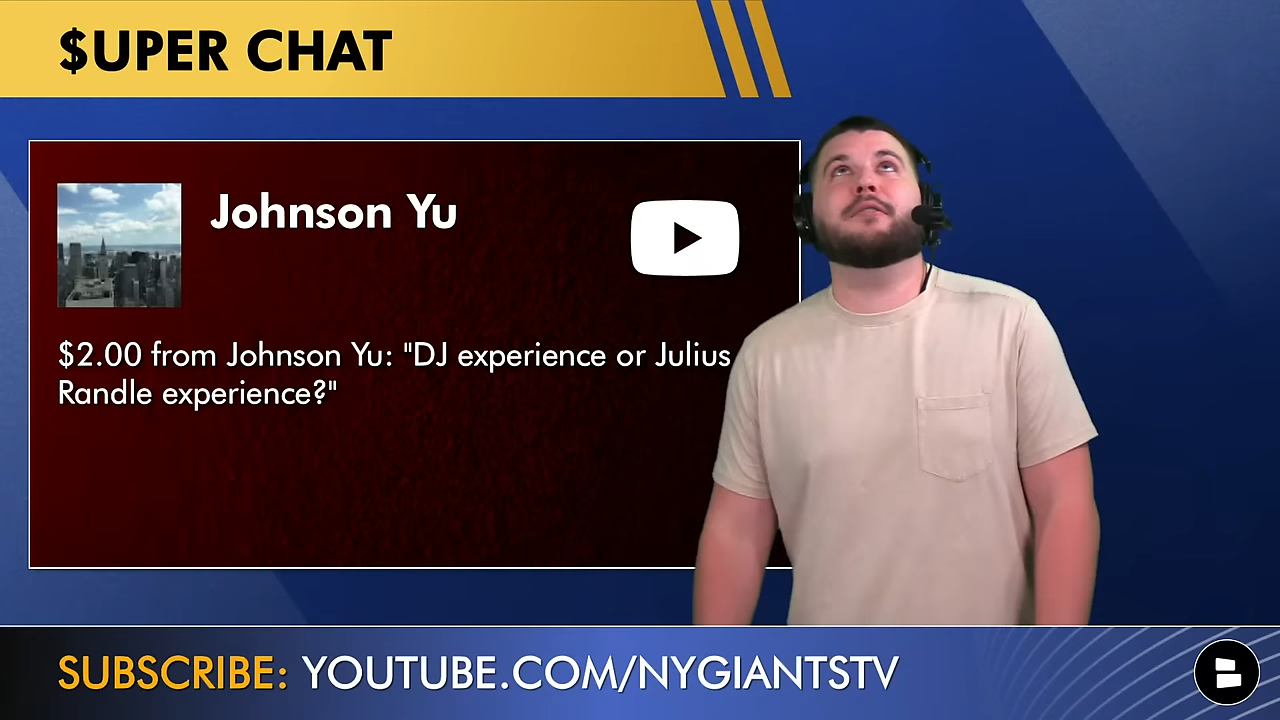 $UPER CHAT
Johnson Yu
$2.00 from Johnson Yu: "DJ experience or Julius
Randle experience?"
SUBSCRIBE: YOUTUBE.COM/NYGIANTSTV